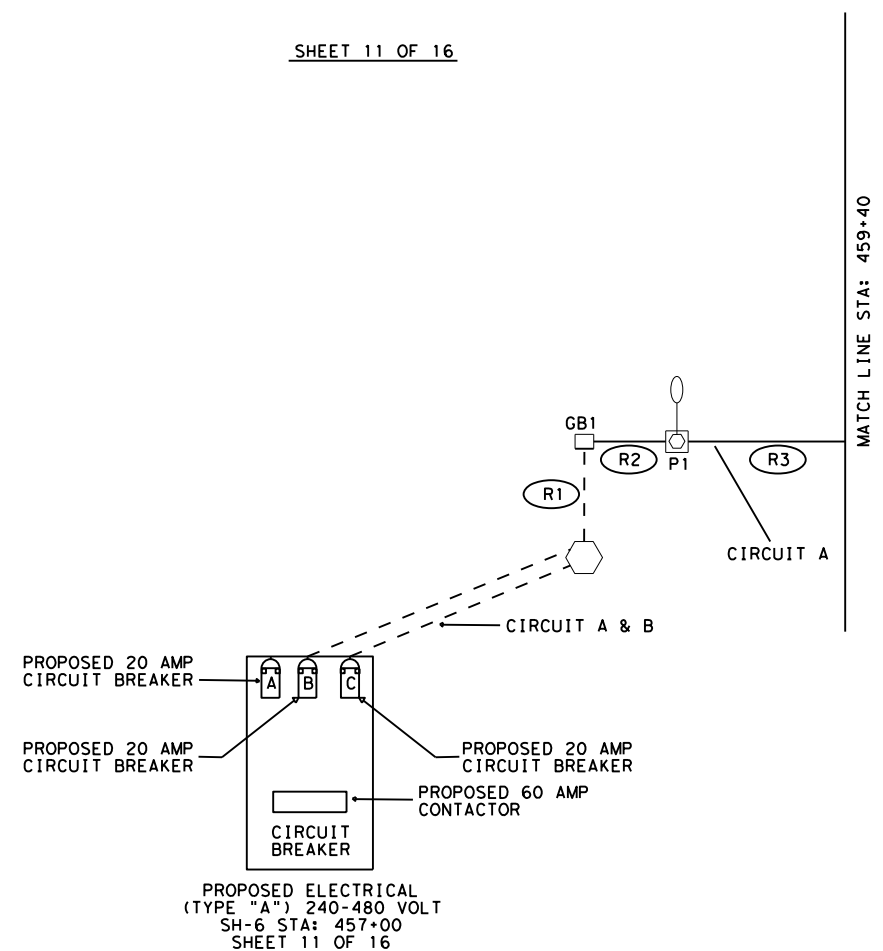 SHEET 11 OF 16
MATCH LINE STA: 459+40
GB1
R2
P1
R3
R1
CIRCUIT A
CIRCUIT A & B
PROPOSED 20 AMP
CIRCUIT BREAKER
A
B
C
PROPOSED 20 AMP
CIRCUIT BREAKER
PROPOSED 20 AMP
CIRCUIT BREAKER
PROPOSED 60 AMP
CONTACTOR
CIRCUIT
BREAKER
PROPOSED ELECTRICAL
(TYPE "A") 240-480 VOLT
SH-6 STA: 457+00
SHEET 11 OF 16